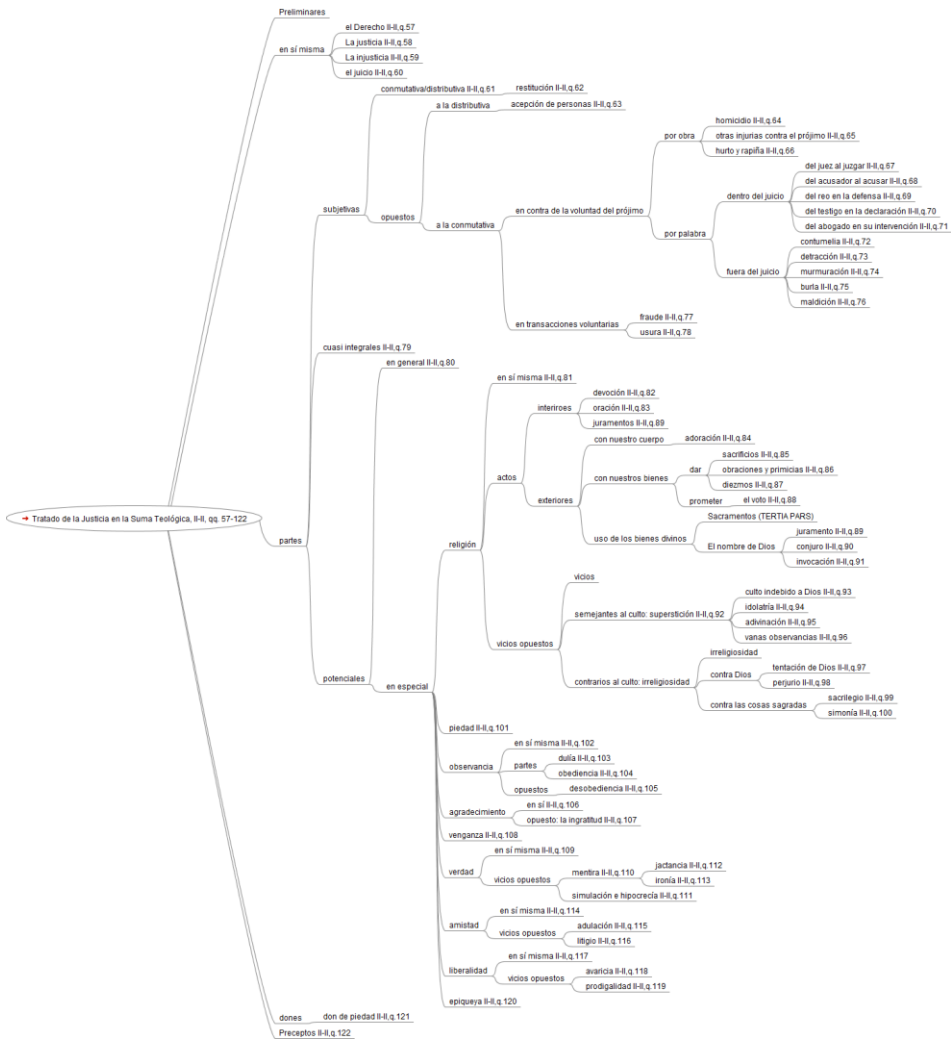 Preliminares
el Derecho II-II,q.57
La justicia II-II,q.58
en sí misma
La injusticia II-II,q.59
el juicio II-II,q.60
conmutativa/distributiva II-II,q.61
restitución II-II,q.62
a la distributiva
acepción de personas II-II,q.63
homicidio II-II,q.64
por obra
otras injurias contra el prójimo II-II,q.65
hurto y rapiña II-II,q.66
del juez al juzgar II-II,q.67
del acusador al acusar II-II,q.68
dentro del juicio
del reo en la defensa II-II,q.69
subjetivas
en contra de la voluntad del prójimo
del testigo en la declaración II-II,q.70
opuestos
a la conmutativa
del abogado en su intervención II-II,q.71
por palabra
contumelia II-II,q.72
detracción II-II,q.73
fuera del juicio
murmuración II-II,q.74
burla II-II,q.75
maldición II-II,q.76
fraude II-II,q.77
en transacciones voluntarias
usura II-II,q.78
cuasi integrales II-II,q.79
en general II-II,q.80
en sí misma II-II,q.81
devoción II-II,q.82
interiroes
oración II-II,q.83
juramentos II-II,q.89
con nuestro cuerpo
adoración II-II,q.84
sacrificios II-II,q.85
dar
obraciones y primicias II-II,q.86
actos
con nuestros bienes
diezmos II-II,q.87
exteriores
prometer
el voto II-II,q.88
Sacramentos (TERTIA PARS)
→ Tratado de la Justicia en la Suma Teológica, II-II, qq. 57-122
juramento II-II,q.89
uso de los bienes divinos
partes
religión
El nombre de Dios
conjuro II-II,q.90
invocación II-II,q.91
vicios
culto indebido a Dios II-II,q.93
semejantes al culto: superstición II-II,q.92
idolatría II-II,q.94
adivinación II-II,q.95
vicios opuestos
vanas observancias II-II,q.96
irreligiosidad
tentación de Dios II-II,q.97
contra Dios
potenciales
contrarios al culto: irreligiosidad
perjurio II-II,q.98
en especial
sacrilegio II-II,q.99
contra las cosas sagradas
simonía II-II,q.100
piedad II-II,q.101
en sí misma II-II,q.102
dulía II-II,q.103
observancia
partes
obediencia II-II,q.104
opuestos
desobediencia II-II,q.105
en sí II-II,q.106
agradecimiento
opuesto: la ingratitud II-II,q.107
venganza II-II,q.108
en sí misma II-II,q.109
jactancia II-II,q.112
verdad
mentira II-II,q.110
vicios opuestos
ironía II-II,q.113
simulación e hipocrecía II-II,q.111
en sí misma II-II,q.114
amistad
adulación II-II,q.115
vicios opuestos
litigio II-II,q.116
en sí misma II-II,q.117
liberalidad
avaricia II-II,q.118
vicios opuestos
prodigalidad II-II,q.119
epiqueya II-II,q.120
dones
don de piedad II-II,q.121
Preceptos II-II,q.122